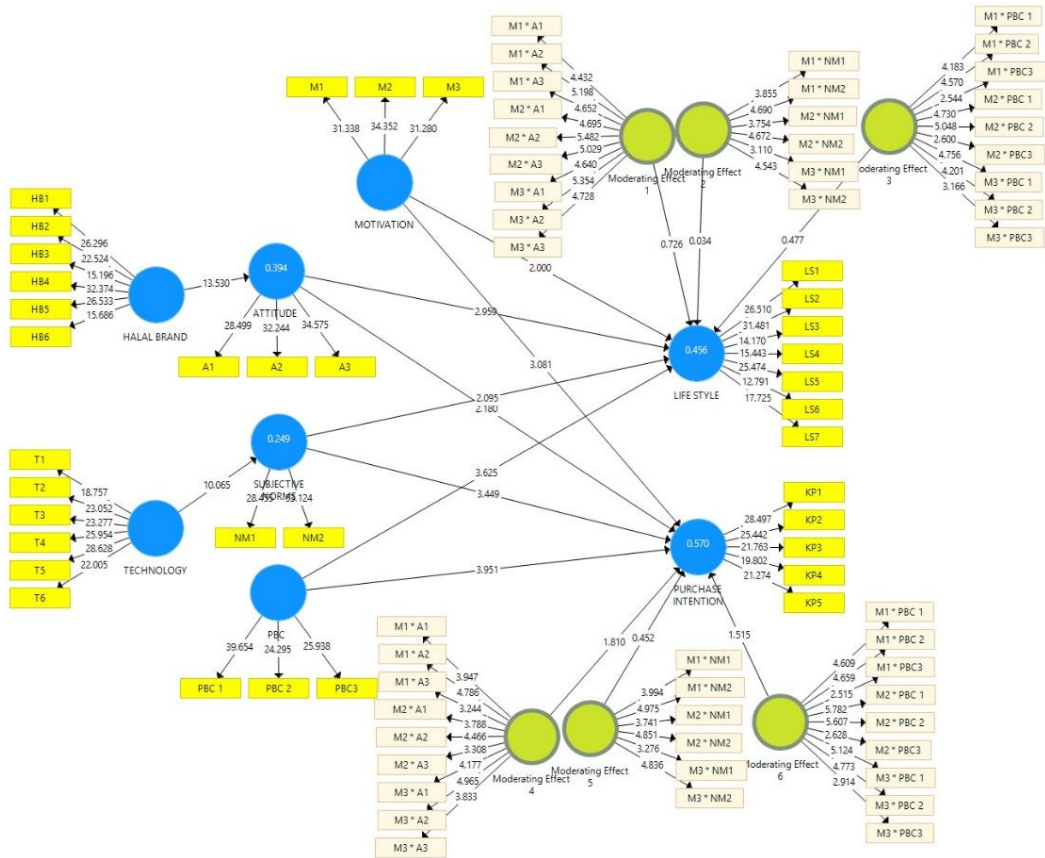 M1
M2
M3
31.338
34.352
31.280
MOTIVATION
M1 * A1
M1 * A2
M1 * A3
M2 * A1
M2 * A2
M2 * A3
M3 * A1
M3 * A2
M3 * A3
4.432
5.198
4.652
4.695
5.482
5.029
4.640
5.354
4.728
Moderating Effect
1
M1 * NM1
M1 * NM2
M2 * NM1
M2 * NM2
M3 * NM1
M3 * NM2
3.855
4.690
3.754
4.672
3.110
4.543
Moderating Effect
2
M1 * PBC 1
M1 * PBC 2
M1 * PBC3
M2 * PBC 1
M2 * PBC 2
M2 * PBC3
M3 * PBC 1
M3 * PBC 2
M3 * PBC3
4.183
4.570
2.544
4.730
5.048
2.600
4.756
4.201
3.166
Moderating Effect
3
0.726
0.034
0.477
2.000
HB1
HB2
HB3
HB4
HB5
HB6
26.296
22.524
15.196
32.374
26.533
15.686
HALAL BRAND
13.530
0.394
ATTITUDE
28.499
32.244
34.575
A1
A2
A3
2.959
3.081
2.095
2.180
0.456
LIFE STYLE
LS1
LS2
LS3
LS4
LS5
LS6
LS7
26.510
31.481
14.170
15.443
25.474
12.791
17.725
T1
T2
T3
T4
T5
T6
18.757
23.052
23.277
25.954
28.628
22.005
TECHNOLOGY
10.065
0.249
SUBJECTIVE
NORMS
NM1
NM2
3.625
3.449
3.951
PBC
39.654
24.295
25.938
PBC 1
PBC 2
PBC3
0.570
PURCHASE
INTENTION
28.497
25.442
21.763
19.802
21.274
KP1
KP2
KP3
KP4
KP5
1.810
0.452
1.515
M1 * A1
M1 * A2
M1 * A3
M2 * A1
M2 * A2
M2 * A3
M3 * A1
M3 * A2
M3 * A3
3.947
4.786
3.244
3.788
4.466
3.308
4.177
4.965
3.833
Moderating Effect
4
M1 * NM1
M1 * NM2
M2 * NM1
M2 * NM2
M3 * NM1
M3 * NM2
3.994
4.975
3.741
4.851
3.276
4.836
Moderating Effect
5
M1 * PBC 1
M1 * PBC 2
M1 * PBC3
M2 * PBC 1
M2 * PBC 2
M2 * PBC3
M3 * PBC 1
M3 * PBC 2
M3 * PBC3
4.609
4.659
2.515
5.782
5.607
2.628
5.124
4.773
2.914
Moderating Effect
6